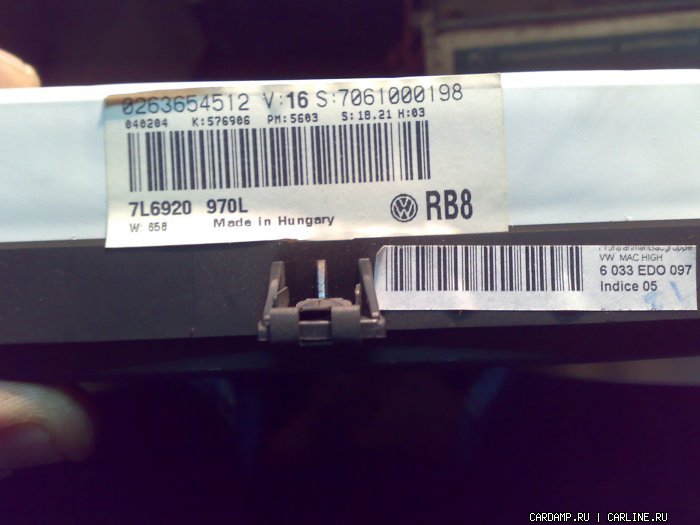 0263654512 V:16 S:7061000198
040204 K:576906 PM:5603 S:18.21 H:03
7L6920 970L
RB8
W: 658 Made in Hungary
VW MAC HIGH
6 033 EDO 097
Indice 05
CARDAMP.RU | CARLINE.RU